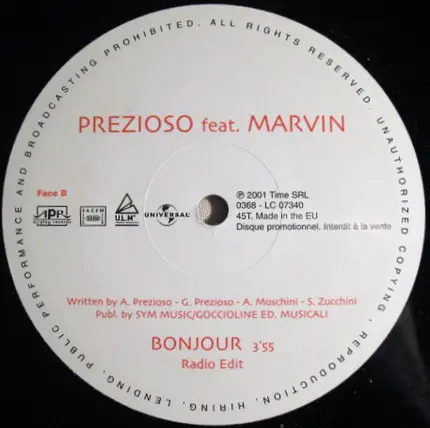 PUBLIC PERFORMANCE AND BROADCASTING PROHIBITED. ALL RIGHTS RESERVED. UNAUTHORIZED COPYING, REPRODUCTION, HIRING, LENDING,
PREZIOSO feat. MARVIN
Face B
SACEM
U.L.M
UNIVERSAL
℗ 2001 Time SRL
0368 - LC 07340
45T. Made in the EU
Disque promotionnel, Interdit à la vente
Written by A. Prezioso - G. Prezioso - A. Moschini - S. Zucchini
Publ. by SYM MUSIC/GOCCIOLINE ED. MUSICALI
BONJOUR 3'55
Radio Edit